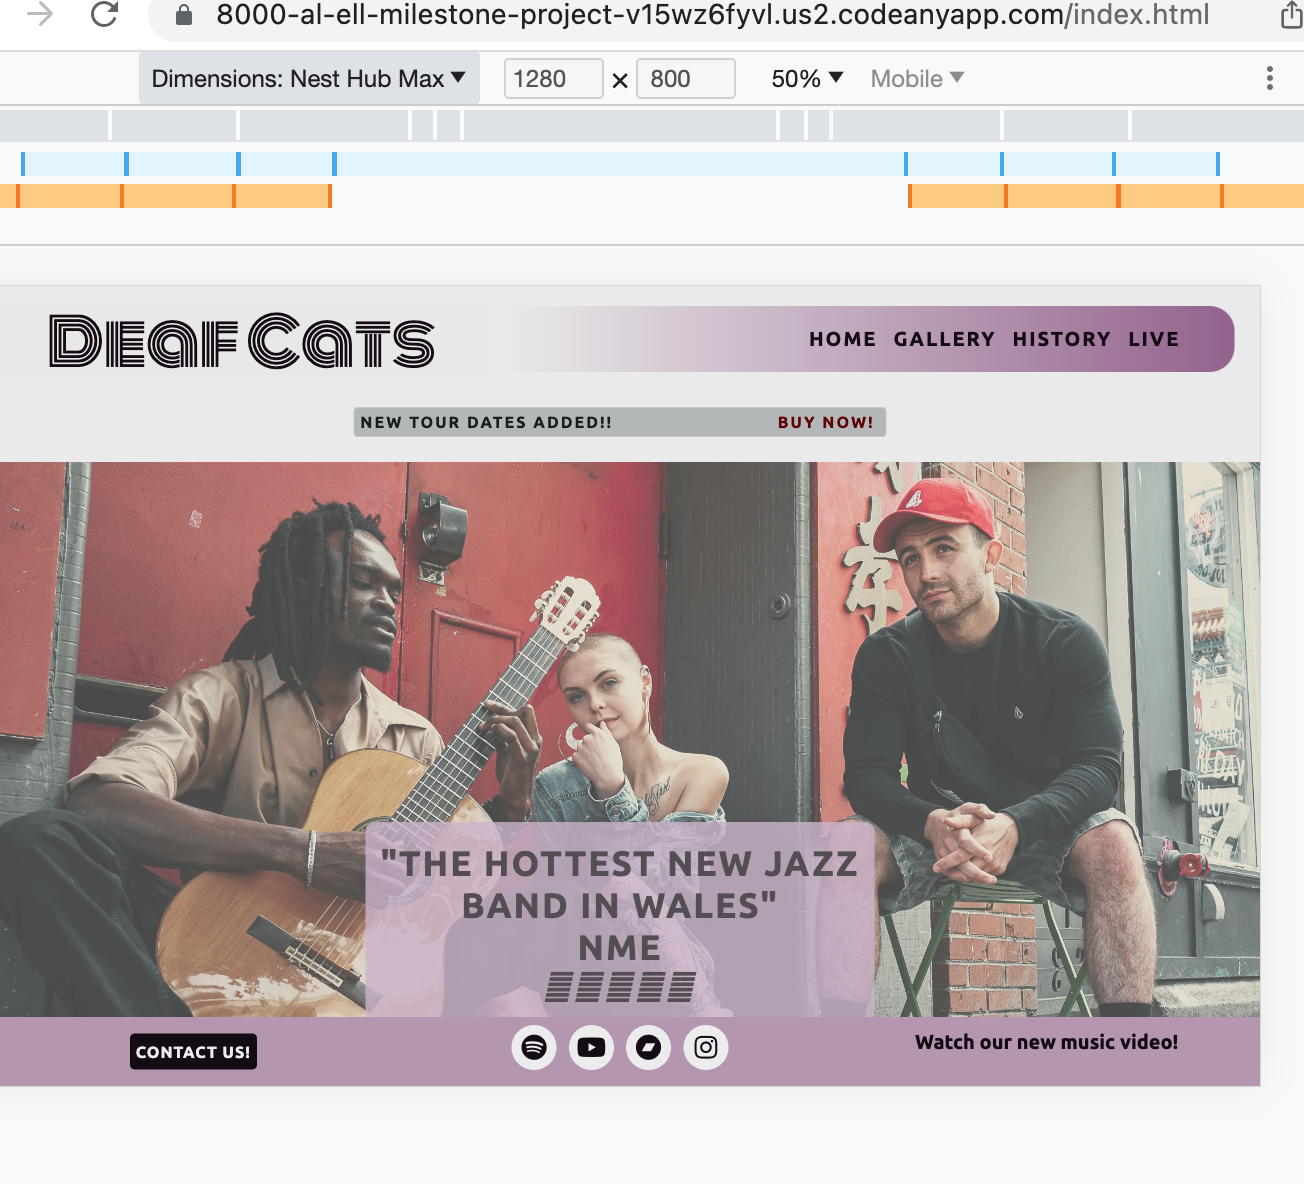 8000-al-ell-milestone-project-v15wz6fyvl.us2.codeanyapp.com/index.html
Dimensions: Nest Hub Max 1280 × 800 50% Mobile
DEAF CATS
HOME GALLERY HISTORY LIVE
NEW TOUR DATES ADDED!! BUY NOW!
"THE HOTTEST NEW JAZZ
BAND IN WALES"
NME
CONTACT US!
Watch our new music video!